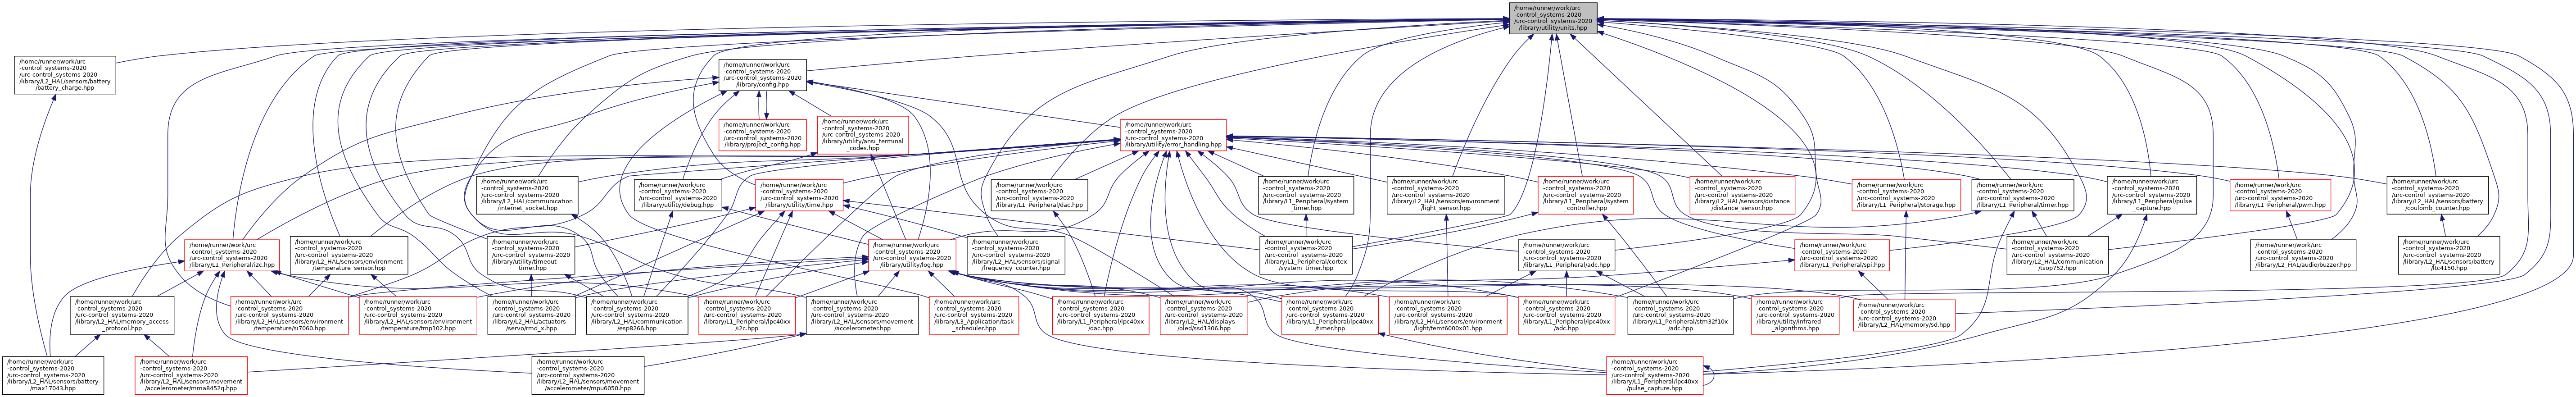 /home/runner/work/urc
-control_systems-2020
/urc-control_systems-2020
/library/utility/units.hpp
/home/runner/work/urc
-control_systems-2020
/urc-control_systems-2020
/library/L2_HAL/sensors/battery
/battery_charge.hpp
/home/runner/work/urc
-control_systems-2020
/urc-control_systems-2020
/library/config.hpp
/home/runner/work/urc
-control_systems-2020
/urc-control_systems-2020
/library/project_config.hpp
/home/runner/work/urc
-control_systems-2020
/urc-control_systems-2020
/library/utility/ansi_terminal
_codes.hpp
/home/runner/work/urc
-control_systems-2020
/urc-control_systems-2020
/library/utility/error_handling.hpp
/home/runner/work/urc
-control_systems-2020
/urc-control_systems-2020
/library/L2_HAL/communication
/internet_socket.hpp
/home/runner/work/urc
-control_systems-2020
/urc-control_systems-2020
/library/utility/debug.hpp
/home/runner/work/urc
-control_systems-2020
/urc-control_systems-2020
/library/utility/time.hpp
/home/runner/work/urc
-control_systems-2020
/urc-control_systems-2020
/library/L1_Peripheral/dac.hpp
/home/runner/work/urc
-control_systems-2020
/urc-control_systems-2020
/library/L1_Peripheral/system
_timer.hpp
/home/runner/work/urc
-control_systems-2020
/urc-control_systems-2020
/library/L2_HAL/sensors/environment
/light_sensor.hpp
/home/runner/work/urc
-control_systems-2020
/urc-control_systems-2020
/library/L1_Peripheral/system
_controller.hpp
/home/runner/work/urc
-control_systems-2020
/urc-control_systems-2020
/library/L2_HAL/sensors/distance
/distance_sensor.hpp
/home/runner/work/urc
-control_systems-2020
/urc-control_systems-2020
/library/L1_Peripheral/storage.hpp
/home/runner/work/urc
-control_systems-2020
/urc-control_systems-2020
/library/L1_Peripheral/timer.hpp
/home/runner/work/urc
-control_systems-2020
/urc-control_systems-2020
/library/L1_Peripheral/pulse
_capture.hpp
/home/runner/work/urc
-control_systems-2020
/urc-control_systems-2020
/library/L1_Peripheral/pwm.hpp
/home/runner/work/urc
-control_systems-2020
/urc-control_systems-2020
/library/L2_HAL/sensors/battery
/coulomb_counter.hpp
/home/runner/work/urc
-control_systems-2020
/urc-control_systems-2020
/library/L1_Peripheral/i2c.hpp
/home/runner/work/urc
-control_systems-2020
/urc-control_systems-2020
/library/L2_HAL/sensors/environment
/temperature_sensor.hpp
/home/runner/work/urc
-control_systems-2020
/urc-control_systems-2020
/library/utility/timeout
_timer.hpp
/home/runner/work/urc
-control_systems-2020
/urc-control_systems-2020
/library/utility/log.hpp
/home/runner/work/urc
-control_systems-2020
/urc-control_systems-2020
/library/L2_HAL/sensors/signal
/frequency_counter.hpp
/home/runner/work/urc
-control_systems-2020
/urc-control_systems-2020
/library/L1_Peripheral/cortex
/system_timer.hpp
/home/runner/work/urc
-control_systems-2020
/urc-control_systems-2020
/library/L1_Peripheral/adc.hpp
/home/runner/work/urc
-control_systems-2020
/urc-control_systems-2020
/library/L1_Peripheral/spi.hpp
/home/runner/work/urc
-control_systems-2020
/urc-control_systems-2020
/library/L2_HAL/communication
/tsop752.hpp
/home/runner/work/urc
-control_systems-2020
/urc-control_systems-2020
/library/L2_HAL/audio/buzzer.hpp
/home/runner/work/urc
-control_systems-2020
/urc-control_systems-2020
/library/L2_HAL/sensors/battery
/ltc4150.hpp
/home/runner/work/urc
-control_systems-2020
/urc-control_systems-2020
/library/L2_HAL/memory_access
_protocol.hpp
/home/runner/work/urc
-control_systems-2020
/urc-control_systems-2020
/library/L2_HAL/sensors/environment
/temperature/si7060.hpp
/home/runner/work/urc
-control_systems-2020
/urc-control_systems-2020
/library/L2_HAL/sensors/environment
/temperature/tmp102.hpp
/home/runner/work/urc
-control_systems-2020
/urc-control_systems-2020
/library/L2_HAL/actuators
/servo/rmd_x.hpp
/home/runner/work/urc
-control_systems-2020
/urc-control_systems-2020
/library/L2_HAL/communication
/esp8266.hpp
/home/runner/work/urc
-control_systems-2020
/urc-control_systems-2020
/library/L1_Peripheral/lpc40xx
/i2c.hpp
/home/runner/work/urc
-control_systems-2020
/urc-control_systems-2020
/library/L2_HAL/sensors/movement
/accelerometer.hpp
/home/runner/work/urc
-control_systems-2020
/urc-control_systems-2020
/library/L3_Application/task
_scheduler.hpp
/home/runner/work/urc
-control_systems-2020
/urc-control_systems-2020
/library/L1_Peripheral/lpc40xx
/dac.hpp
/home/runner/work/urc
-control_systems-2020
/urc-control_systems-2020
/library/L2_HAL/displays
/oled/ssd1306.hpp
/home/runner/work/urc
-control_systems-2020
/urc-control_systems-2020
/library/L1_Peripheral/lpc40xx
/timer.hpp
/home/runner/work/urc
-control_systems-2020
/urc-control_systems-2020
/library/L2_HAL/sensors/environment
/light/temt6000x01.hpp
/home/runner/work/urc
-control_systems-2020
/urc-control_systems-2020
/library/L1_Peripheral/lpc40xx
/adc.hpp
/home/runner/work/urc
-control_systems-2020
/urc-control_systems-2020
/library/L1_Peripheral/stm32f10x
/adc.hpp
/home/runner/work/urc
-control_systems-2020
/urc-control_systems-2020
/library/utility/infrared
_algorithms.hpp
/home/runner/work/urc
-control_systems-2020
/urc-control_systems-2020
/library/L2_HAL/memory/sd.hpp
/home/runner/work/urc
-control_systems-2020
/urc-control_systems-2020
/library/L2_HAL/sensors/battery
/max17043.hpp
/home/runner/work/urc
-control_systems-2020
/urc-control_systems-2020
/library/L2_HAL/sensors/movement
/accelerometer/mma8452q.hpp
/home/runner/work/urc
-control_systems-2020
/urc-control_systems-2020
/library/L2_HAL/sensors/movement
/accelerometer/mpu6050.hpp
/home/runner/work/urc
-control_systems-2020
/urc-control_systems-2020
/library/L1_Peripheral/lpc40xx
/pulse_capture.hpp